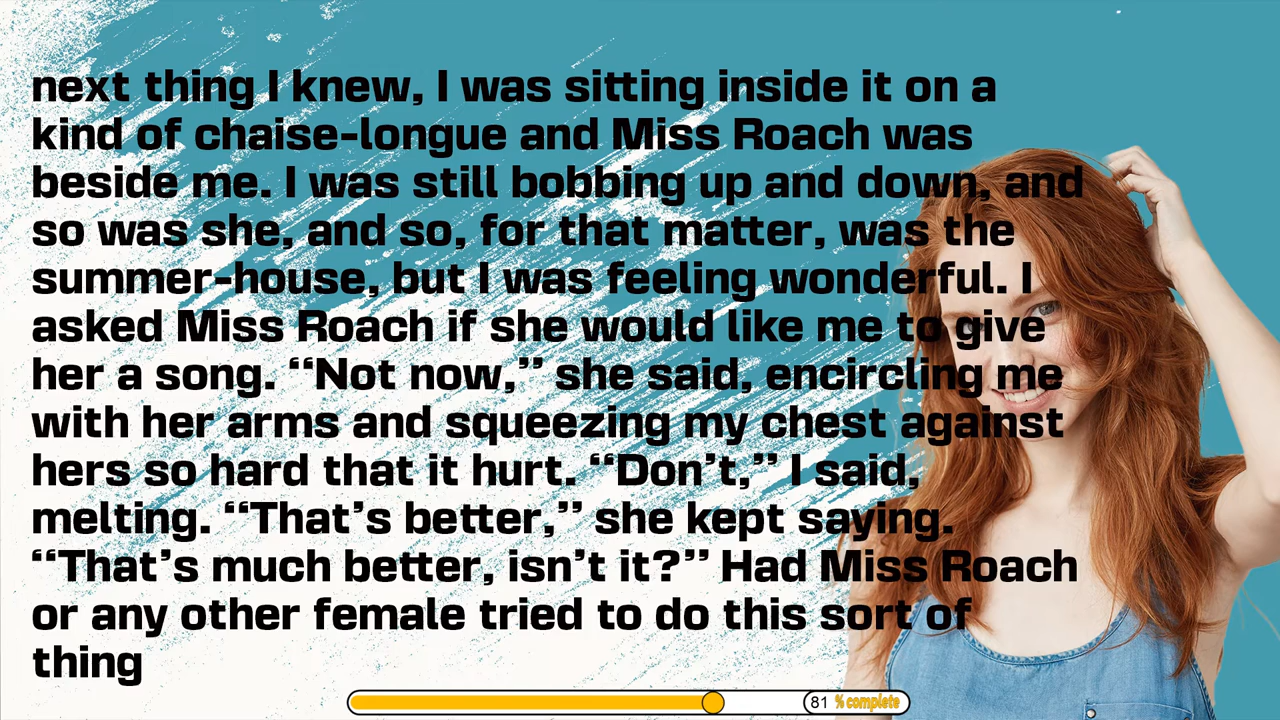 next thing I knew, I was sitting inside it on a
kind of chaise-longue and Miss Roach was
beside me. I was still bobbing up and down, and
so was she, and so, for that matter, was the
summer-house, but I was feeling wonderful. I
asked Miss Roach if she would like me to give
her a song. “Not now,” she said, encircling me
with her arms and squeezing my chest against
hers so hard that it hurt. “Don’t,” I said,
melting. “That’s better,” she kept saying.
“That’s much better, isn’t it?” Had Miss Roach
or any other female tried to do this sort of
thing
81 % complete